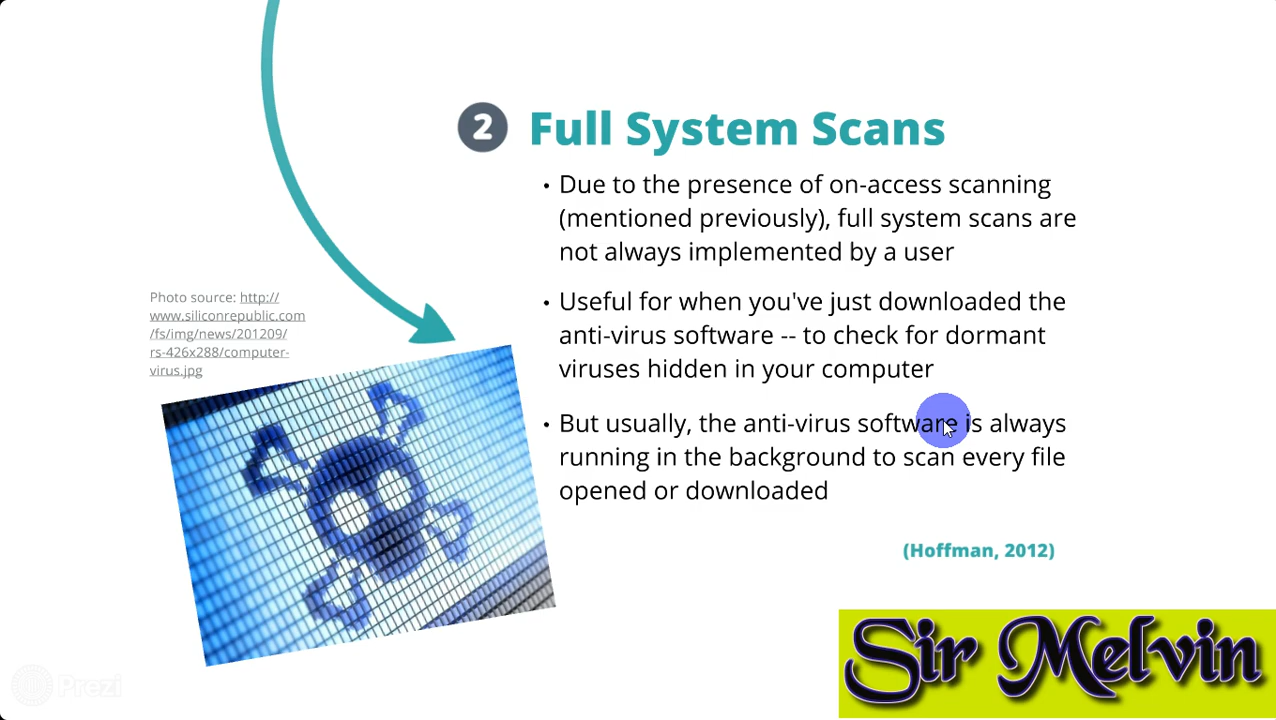 2 Full System Scans
• Due to the presence of on-access scanning
(mentioned previously), full system scans are
not always implemented by a user
• Useful for when you've just downloaded the
anti-virus software -- to check for dormant
viruses hidden in your computer
• But usually, the anti-virus software is always
running in the background to scan every file
opened or downloaded
(Hoffman, 2012)
Photo source: http://
www.siliconrepublic.com
/fs/img/news/201209/
rs-426x288/computer-
virus.jpg
Prezi
Sir Melvin